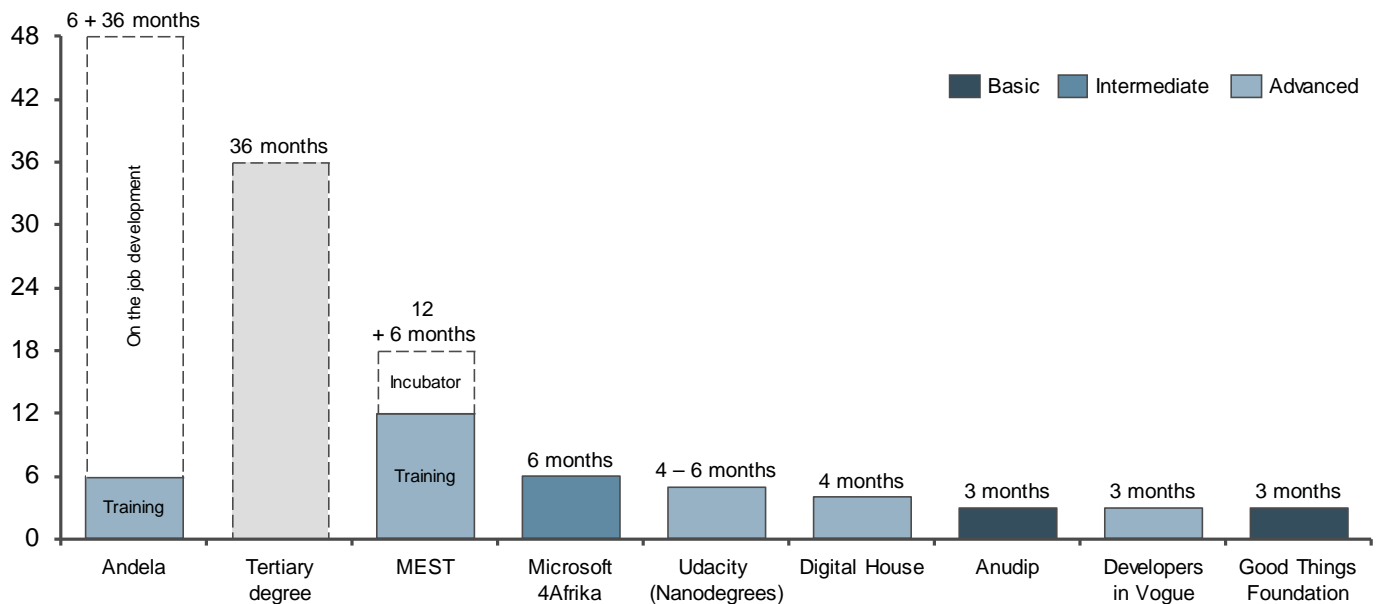 6 + 36 months
48
42
36
30
24
18
12
6
0
On the job development
Training
36 months
12
+ 6 months
Incubator
Training
6 months
4 – 6 months
4 months
3 months
3 months
3 months
Basic
Intermediate
Advanced
Andela
Tertiary
degree
MEST
Microsoft
4Afrika
Udacity
(Nanodegrees)
Digital House
Anudip
Developers
in Vogue
Good Things
Foundation